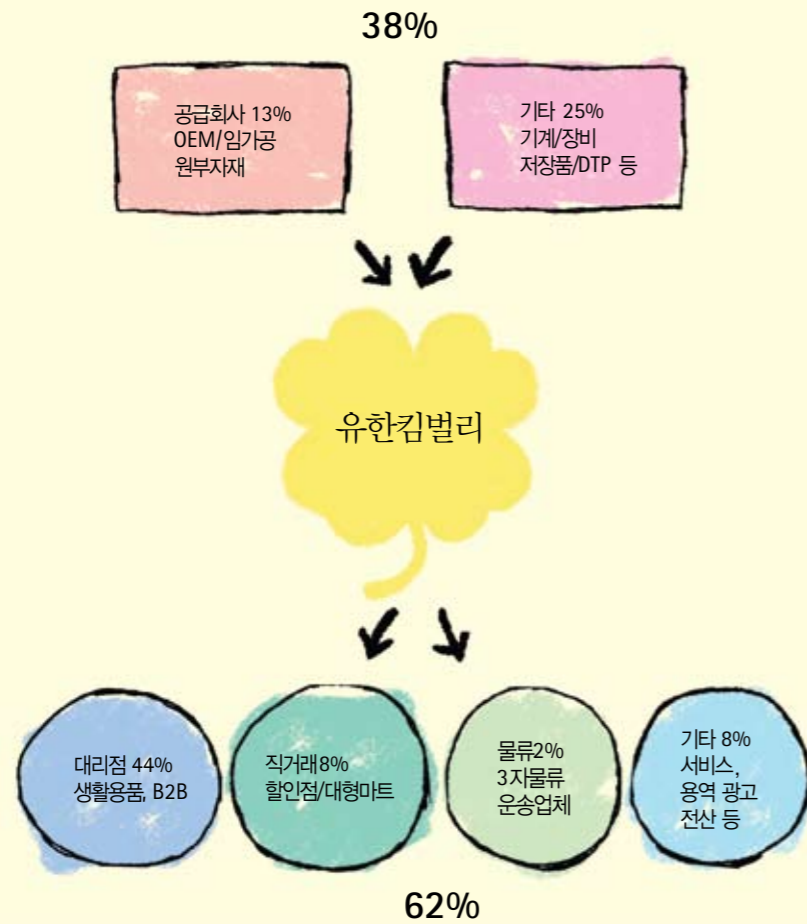 38%
공급회사 13%
OEM/임가공
원부자재
기타 25%
기계/장비
저장품/DTP 등
유한킴벌리
대리점 44%
생활용품, B2B
직거래8%
할인점/대형마트
물류2%
3자물류
운송업체
기타 8%
서비스,
용역 광고
전산 등
62%